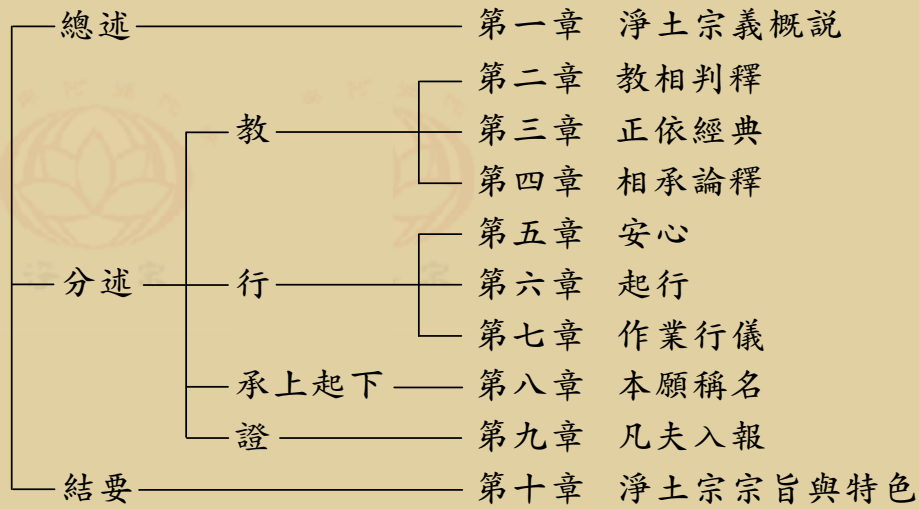 總述 第一章 淨土宗義概説
第二章 教相判釋
教 第三章 正依經典
第四章 相承論釋
第五章 安心
分述 行 第六章 起行
第七章 作業行儀
承上起下 第八章 本願稱名
證 第九章 凡夫入報
結要 第十章 淨土宗宗旨與特色